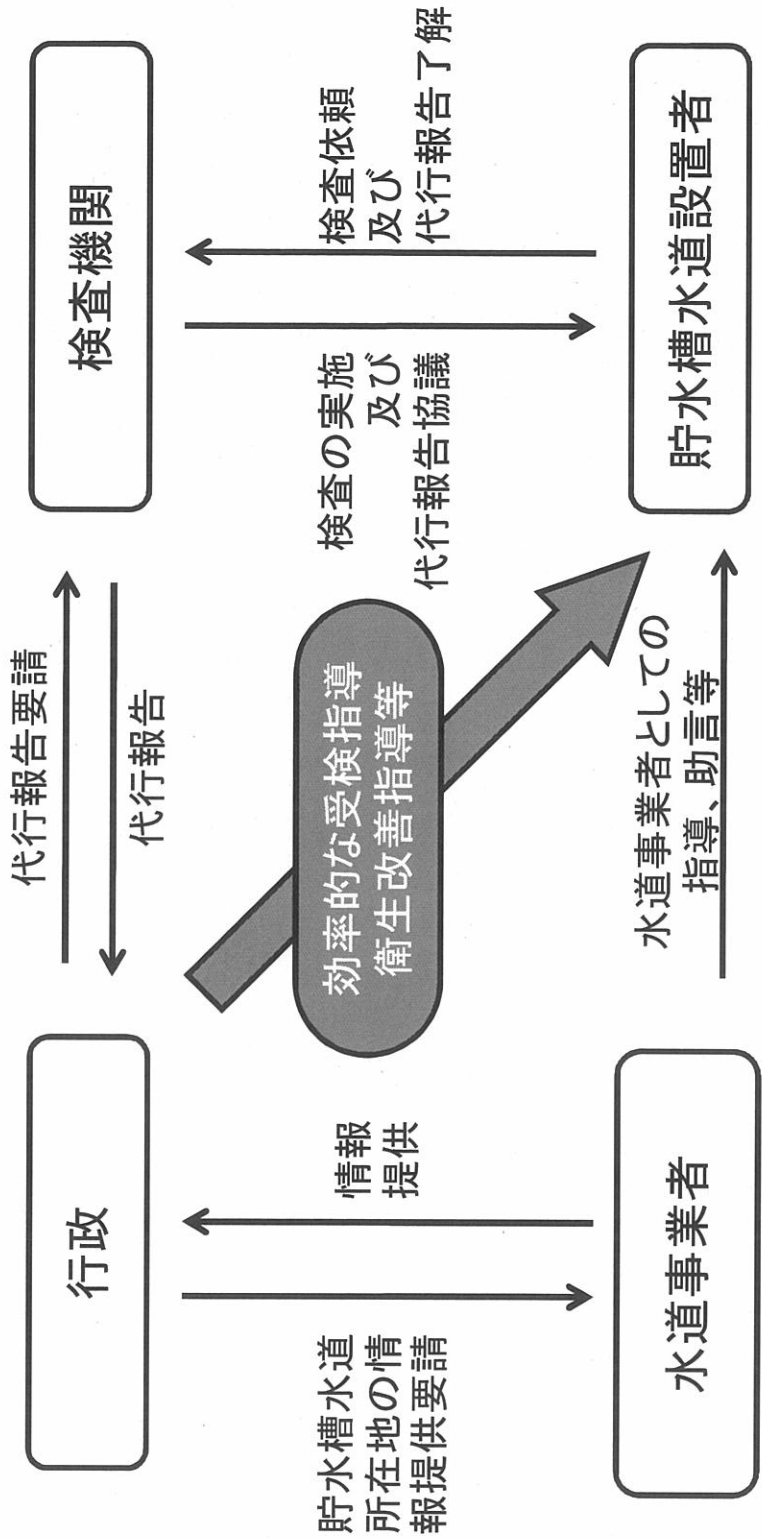 行政
代行報告要請
代行報告
検査機関
貯水槽水道
所在地の情
報提供要請
情報
提供
効率的な受検指導
衛生改善指導等
検査の実施
及び
代行報告協議
検査依頼
及び
代行報告了解
水道事業者
水道事業者としての
指導、助言等
貯水槽水道設置者